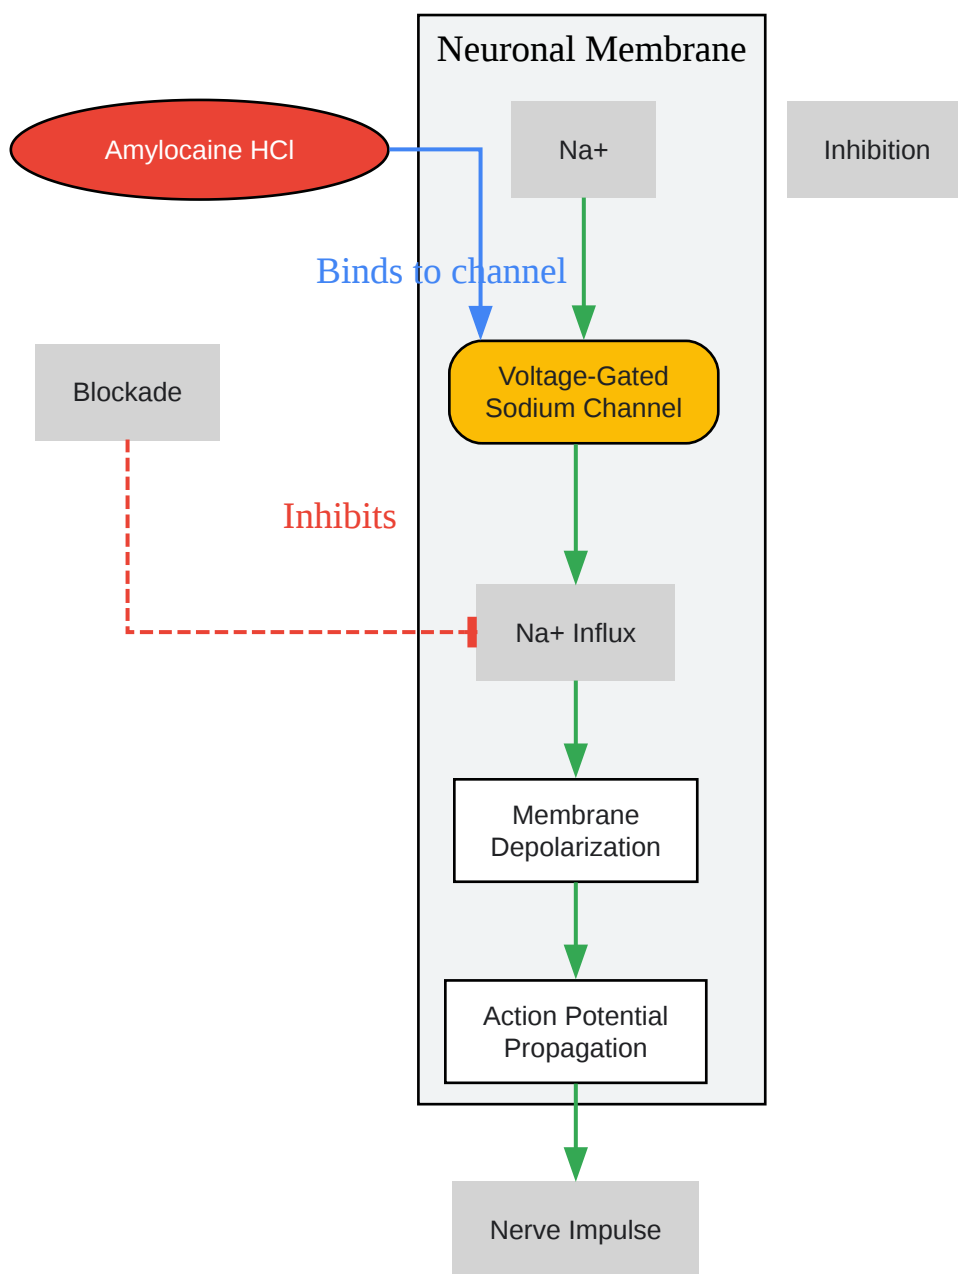 Neuronal Membrane
Amylocaine HCl
Na+
Inhibition
Binds to channel
Voltage-Gated
Sodium Channel
Blockade
Inhibits
Na+ Influx
Membrane
Depolarization
Action Potential
Propagation
Nerve Impulse